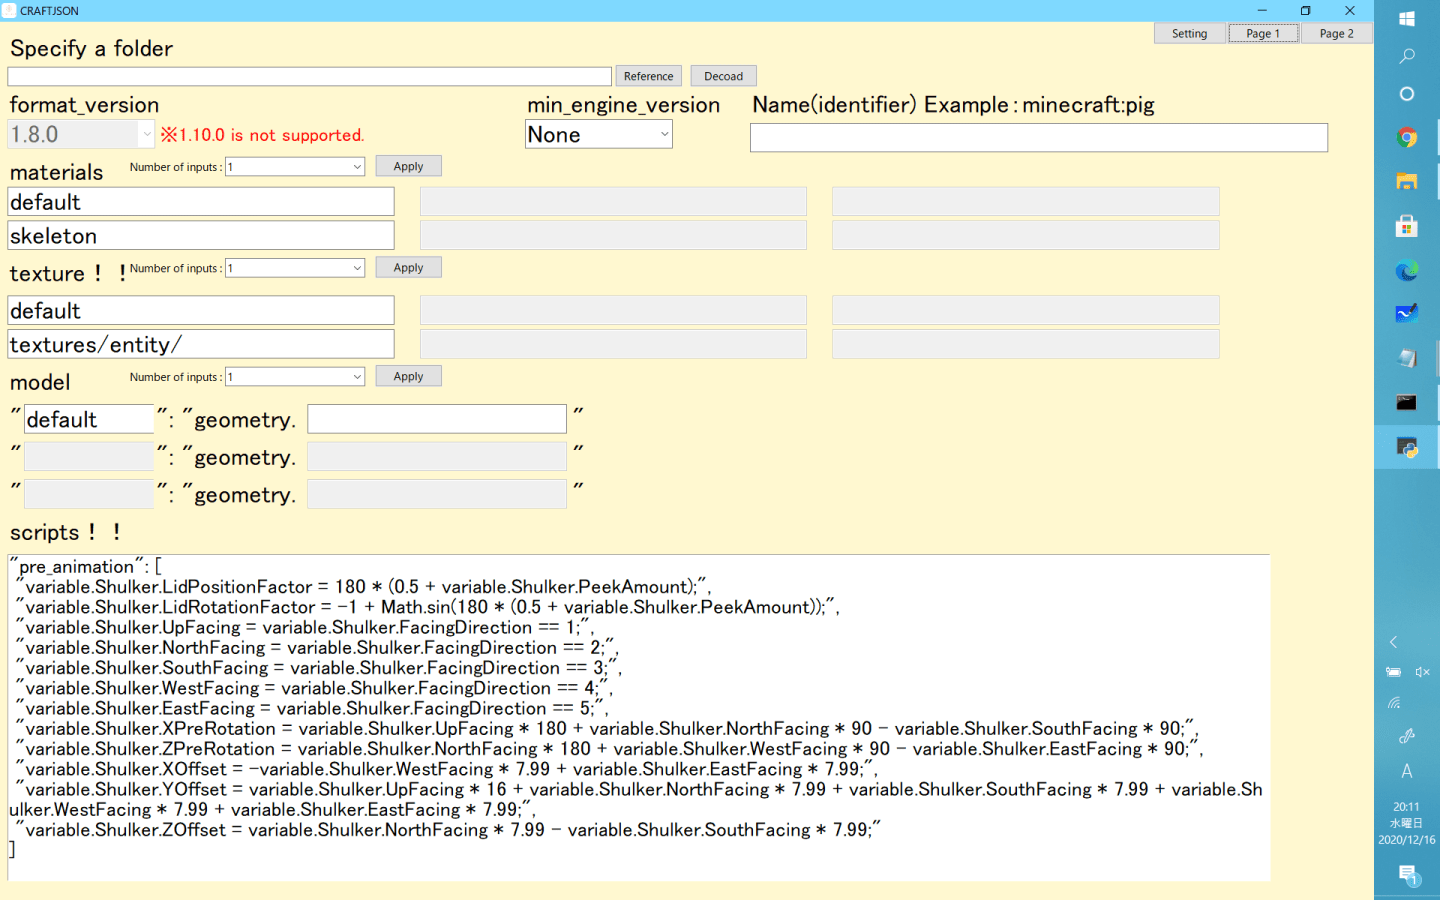 CRAFTJSON
Setting
Page 1
Page 2
Specify a folder
Reference
Decoad
format_version
min_engine_version
Name(identifier) Example：minecraft:pig
1.8.0
※1.10.0 is not supported.
None
materials
Number of inputs :
1
Apply
default
skeleton
texture！！
Number of inputs :
1
Apply
default
textures/entity/
model
Number of inputs :
1
Apply
"default": "geometry. "
"": "geometry. "
"": "geometry. "
scripts！！
"pre_animation": [
"variable.Shulker.LidPositionFactor = 180 * (0.5 + variable.Shulker.PeekAmount);",
"variable.Shulker.LidRotationFactor = -1 + Math.sin(180 * (0.5 + variable.Shulker.PeekAmount));",
"variable.Shulker.UpFacing = variable.Shulker.FacingDirection == 1;",
"variable.Shulker.NorthFacing = variable.Shulker.FacingDirection == 2;",
"variable.Shulker.SouthFacing = variable.Shulker.FacingDirection == 3;",
"variable.Shulker.WestFacing = variable.Shulker.FacingDirection == 4;",
"variable.Shulker.EastFacing = variable.Shulker.FacingDirection == 5;",
"variable.Shulker.XPreRotation = variable.Shulker.UpFacing * 180 + variable.Shulker.NorthFacing * 90 - variable.Shulker.SouthFacing * 90;",
"variable.Shulker.ZPreRotation = variable.Shulker.NorthFacing * 180 + variable.Shulker.WestFacing * 90 - variable.Shulker.EastFacing * 90;",
"variable.Shulker.XOffset = -variable.Shulker.WestFacing * 7.99 + variable.Shulker.EastFacing * 7.99;",
"variable.Shulker.YOffset = variable.Shulker.UpFacing * 16 + variable.Shulker.NorthFacing * 7.99 + variable.Shulker.SouthFacing * 7.99 + variable.Sh
ulker.WestFacing * 7.99 + variable.Shulker.EastFacing * 7.99;",
"variable.Shulker.ZOffset = variable.Shulker.NorthFacing * 7.99 - variable.Shulker.SouthFacing * 7.99;"
]
A
20:11
水曜日
2020/12/16
1